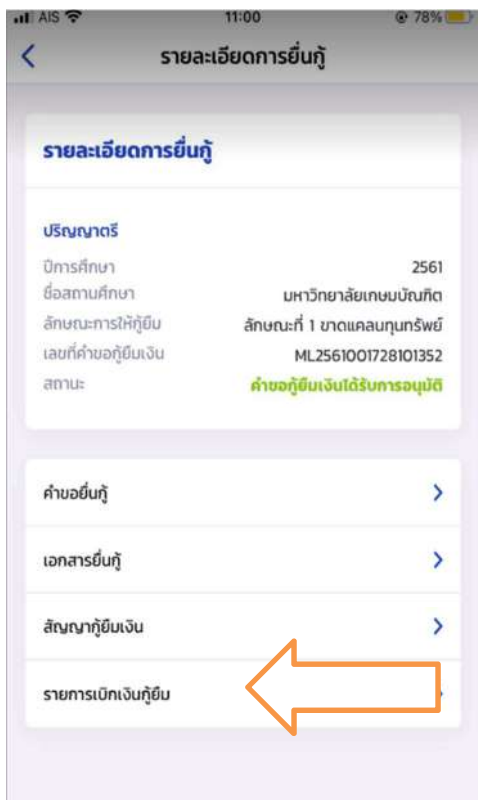 AIS 11:00 78%
รายละเอียดการยื่นกู้
รายละเอียดการยื่นกู้
ปริญญาตรี
ปีการศึกษา 2561
ชื่อสถานศึกษา มหาวิทยาลัยเกษมบัณฑิต
ลักษณะการให้กู้ยืม ลักษณะที่ 1 ขาดแคลนทุนทรัพย์
เลขที่คำขอกู้ยืมเงิน ML2561001728101352
สถานะ คำขอกู้ยืมเงินได้รับการอนุมัติ
คำขอยื่นกู้
เอกสารยื่นกู้
สัญญากู้ยืมเงิน
รายการเบิกเงินกู้ยืม